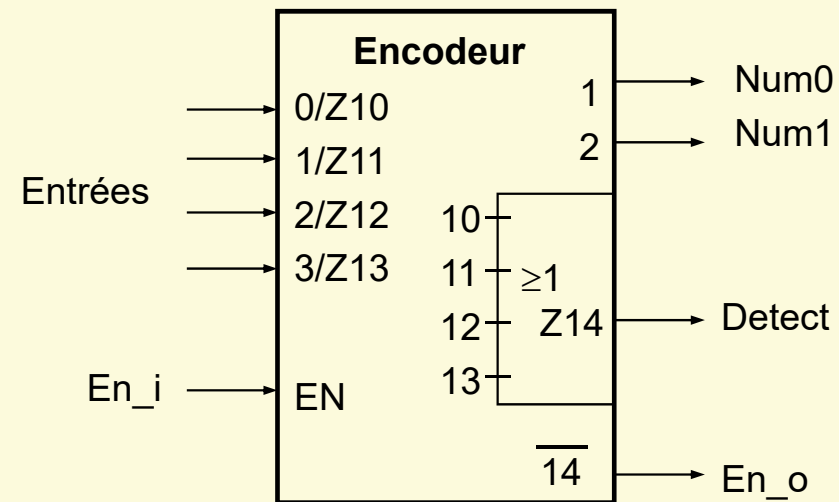 Encodeur
Entrées
0/Z10
1/Z11
2/Z12
3/Z13
En_i
EN
1
2
10
11
12
13
≥1
Z14
14
Num0
Num1
Detect
En_o